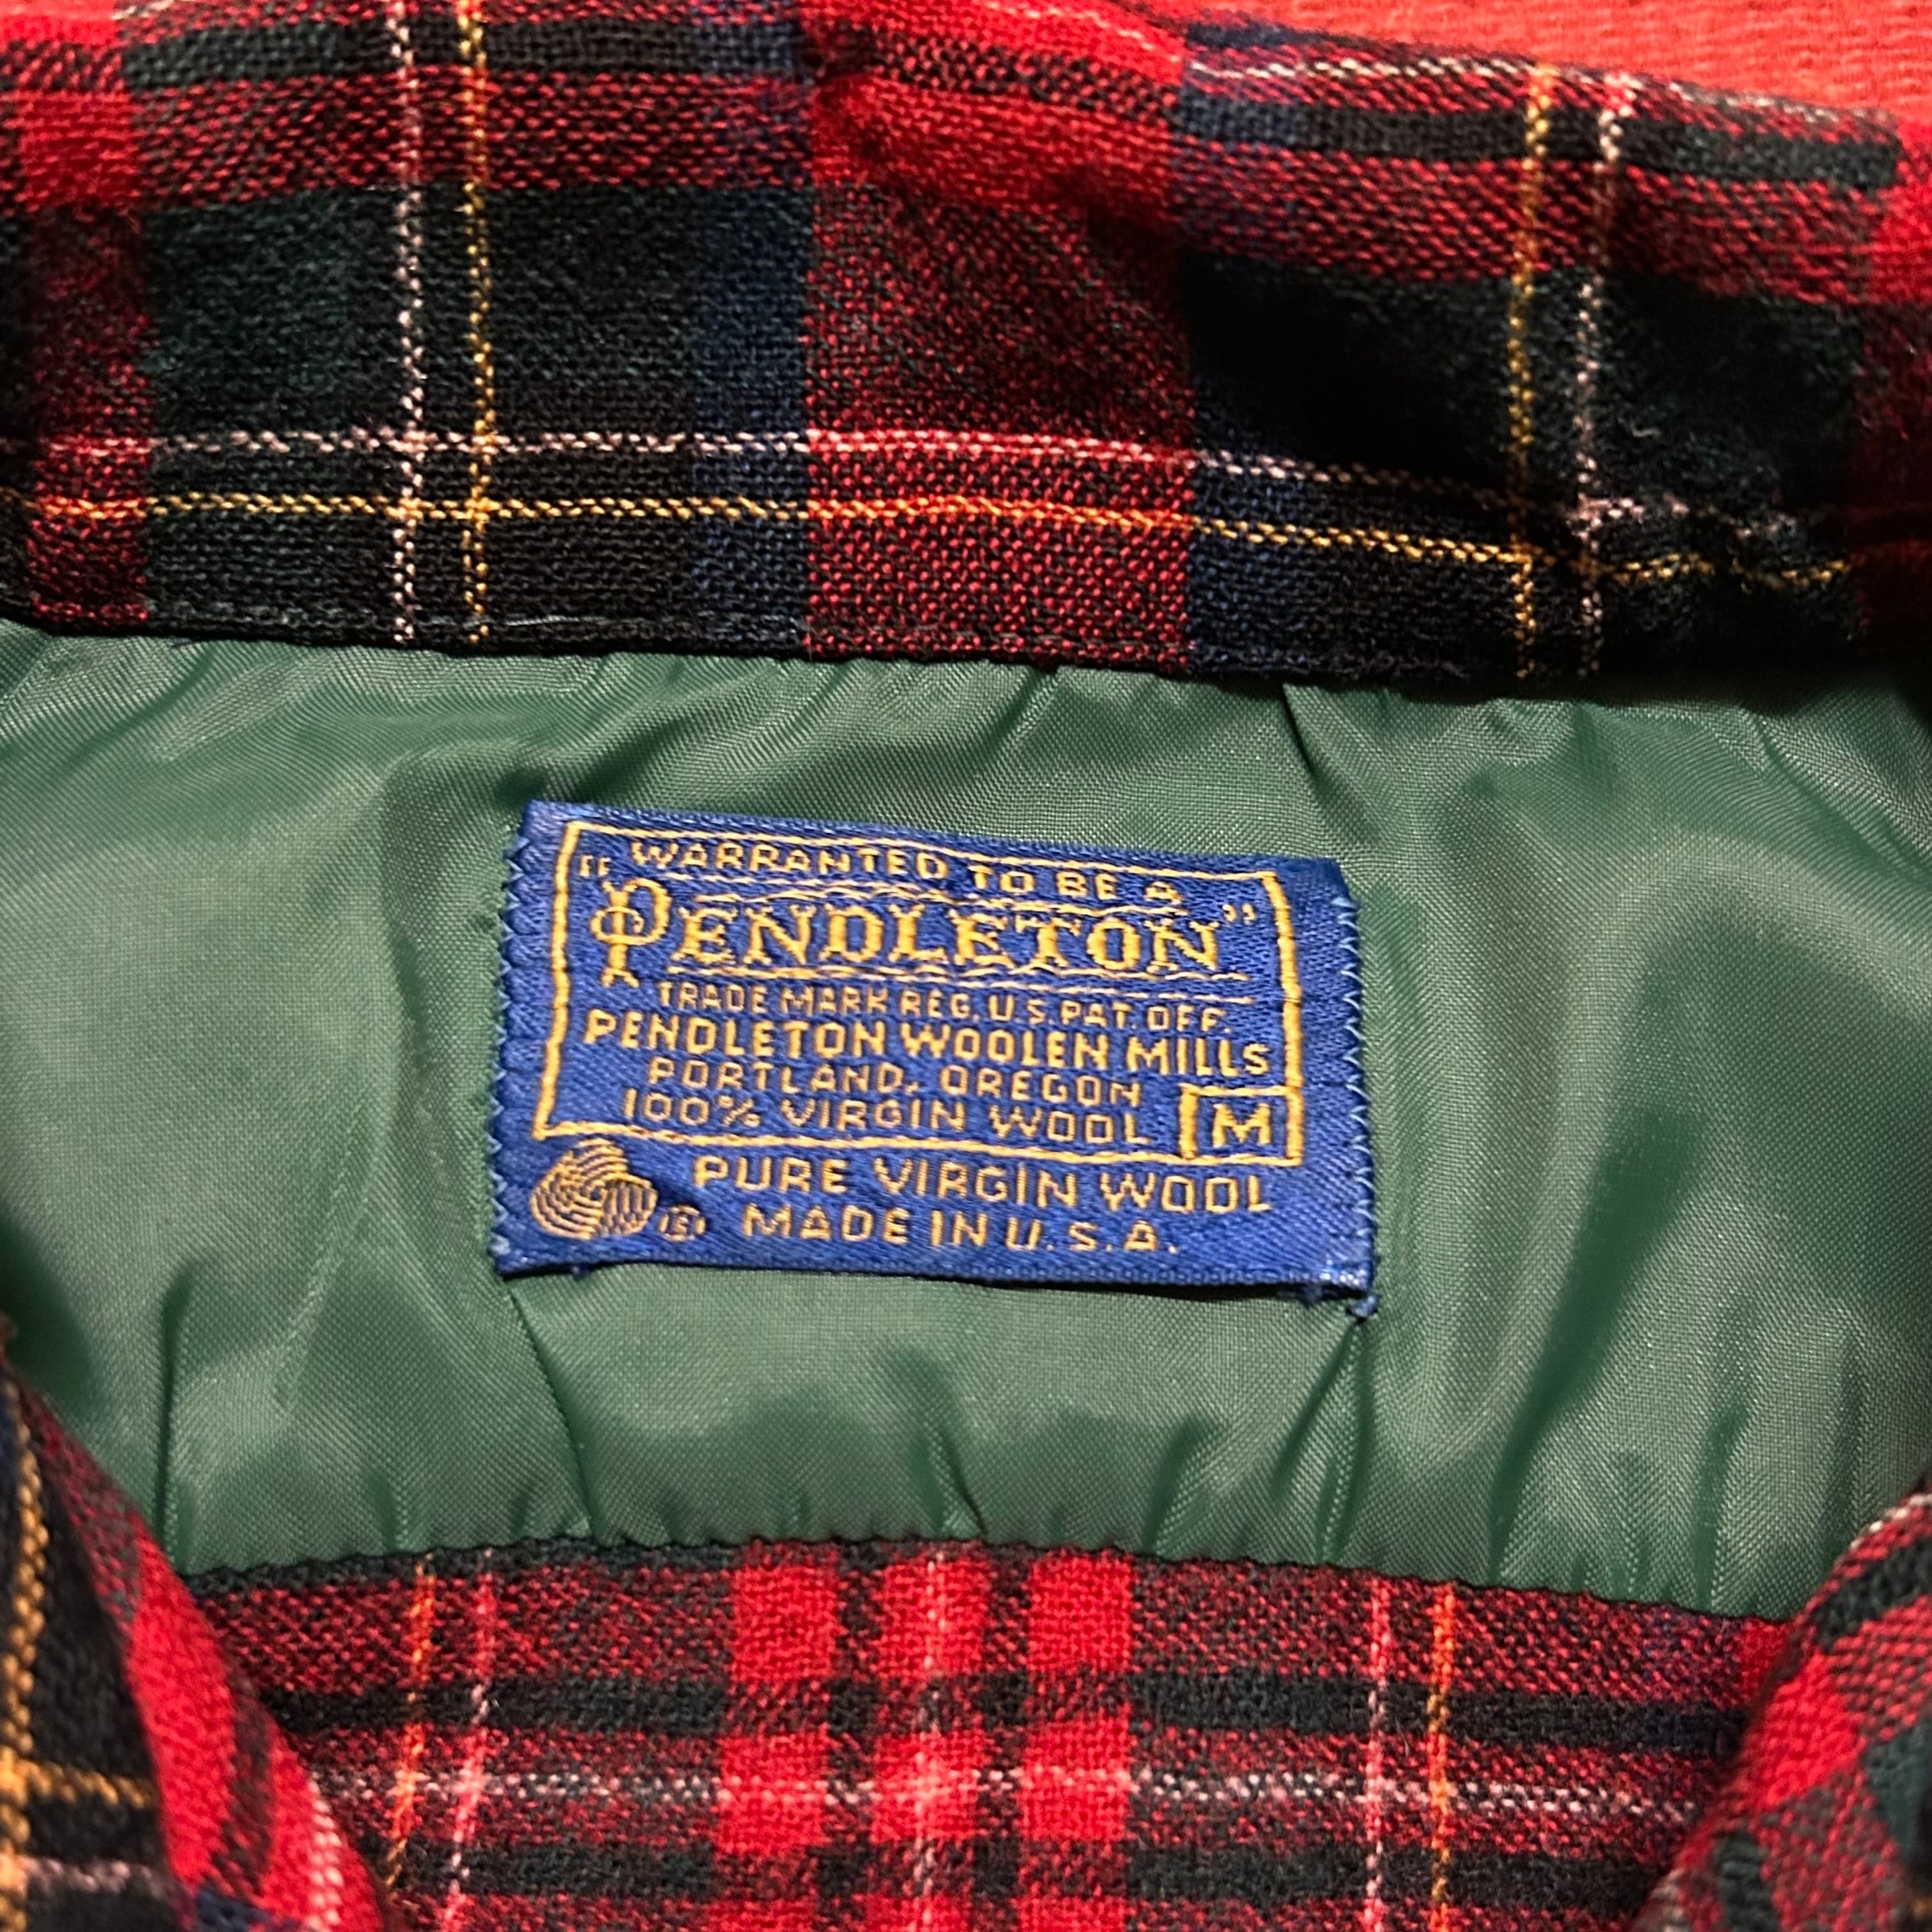 WARRANTED TO BE A
"PENDLETON"
TRADE MARK REG. U.S. PAT. OFF.
PENDLETON WOOLEN MILLS
PORTLAND, OREGON
100% VIRGIN WOOL M
PURE VIRGIN WOOL
MADE IN U.S.A.